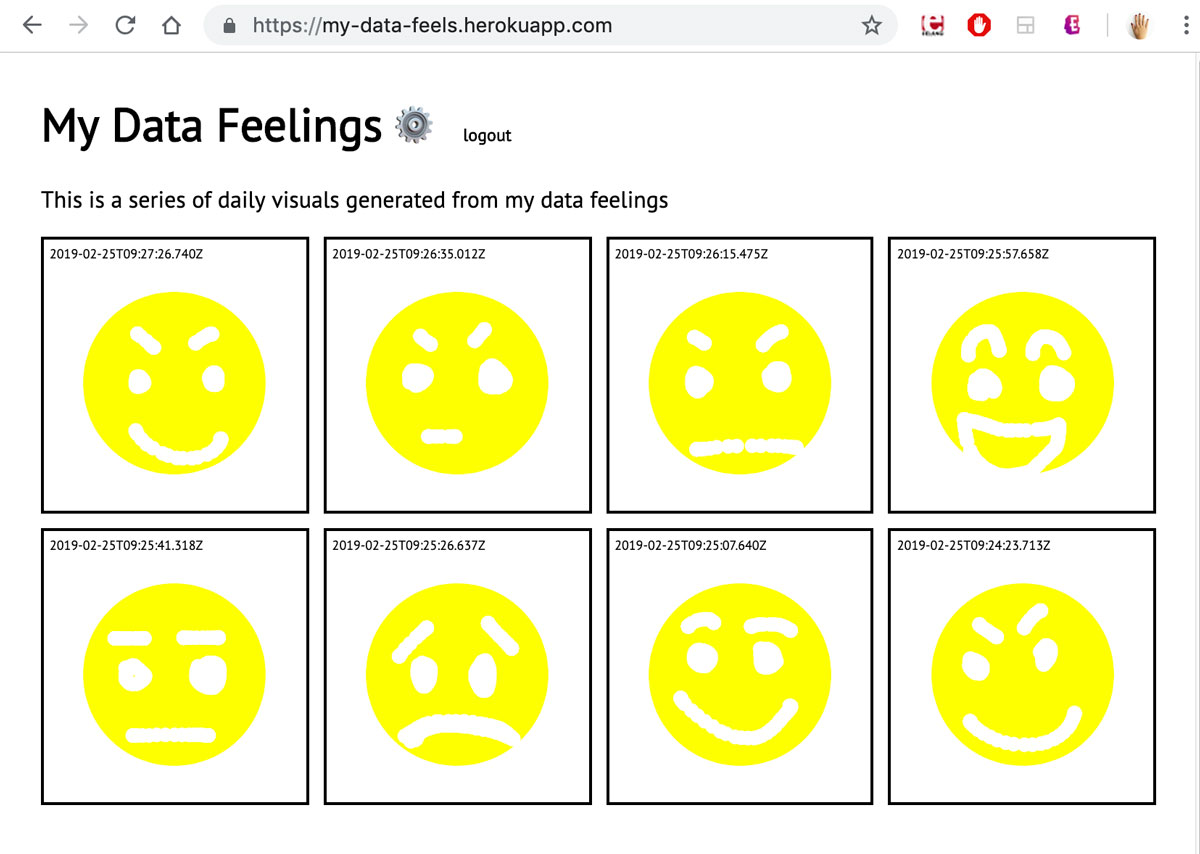 https://my-data-feels.herokuapp.com
My Data Feelings logout
This is a series of daily visuals generated from my data feelings
2019-02-25T09:27:26.740Z
2019-02-25T09:26:35.012Z
2019-02-25T09:26:15.475Z
2019-02-25T09:25:57.658Z
2019-02-25T09:25:41.318Z
2019-02-25T09:25:26.637Z
2019-02-25T09:25:07.640Z
2019-02-25T09:24:23.713Z